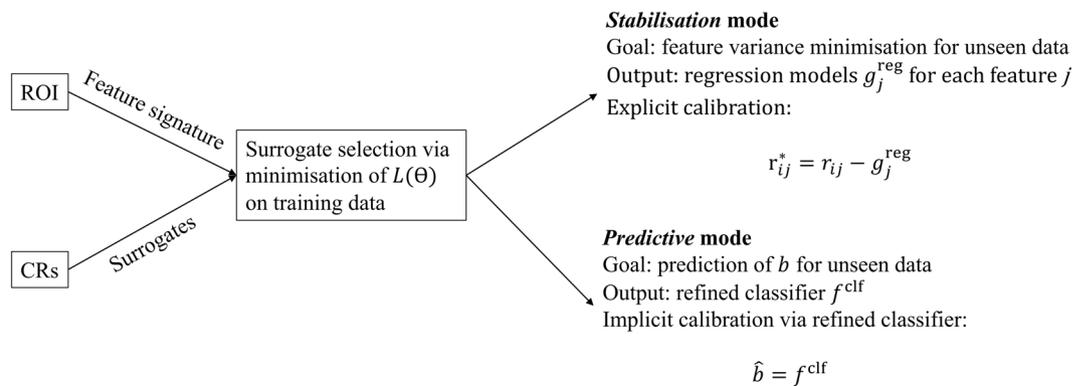 ROI
Feature signature
CRs
Surrogates
Surrogate selection via
minimisation of L(Θ)
on training data
Stabilisation mode
Goal: feature variance minimisation for unseen data
Output: regression models g_j^reg for each feature j
Explicit calibration:
r*_ij = r_ij − g_j^reg
Predictive mode
Goal: prediction of b for unseen data
Output: refined classifier f^clf
Implicit calibration via refined classifier:
b̂ = f^clf